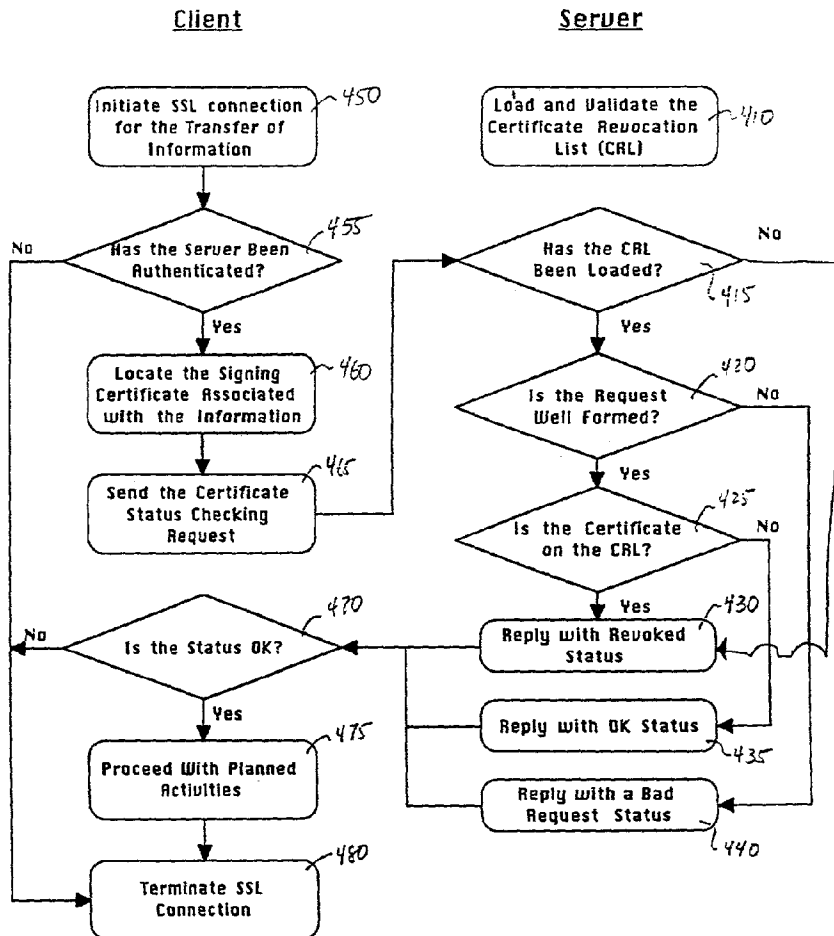 Client
Server
Initiate SSL connection
for the Transfer of
Information
450
Load and Validate the
Certificate Revocation
List (CRL)
410
No
Has the Server Been
Authenticated?
455
Yes
Has the CRL
Been Loaded?
415
No
Yes
Locate the Signing
Certificate Associated
with the Information
460
Is the Request
Well Formed?
420
No
Yes
Send the Certificate
Status Checking
Request
465
Is the Certificate
on the CRL?
425
No
Yes
No
Is the Status OK?
470
Yes
Reply with Revoked
Status
430
Reply with OK Status
435
Proceed With Planned
Activities
475
Reply with a Bad
Request Status
440
Terminate SSL
Connection
480